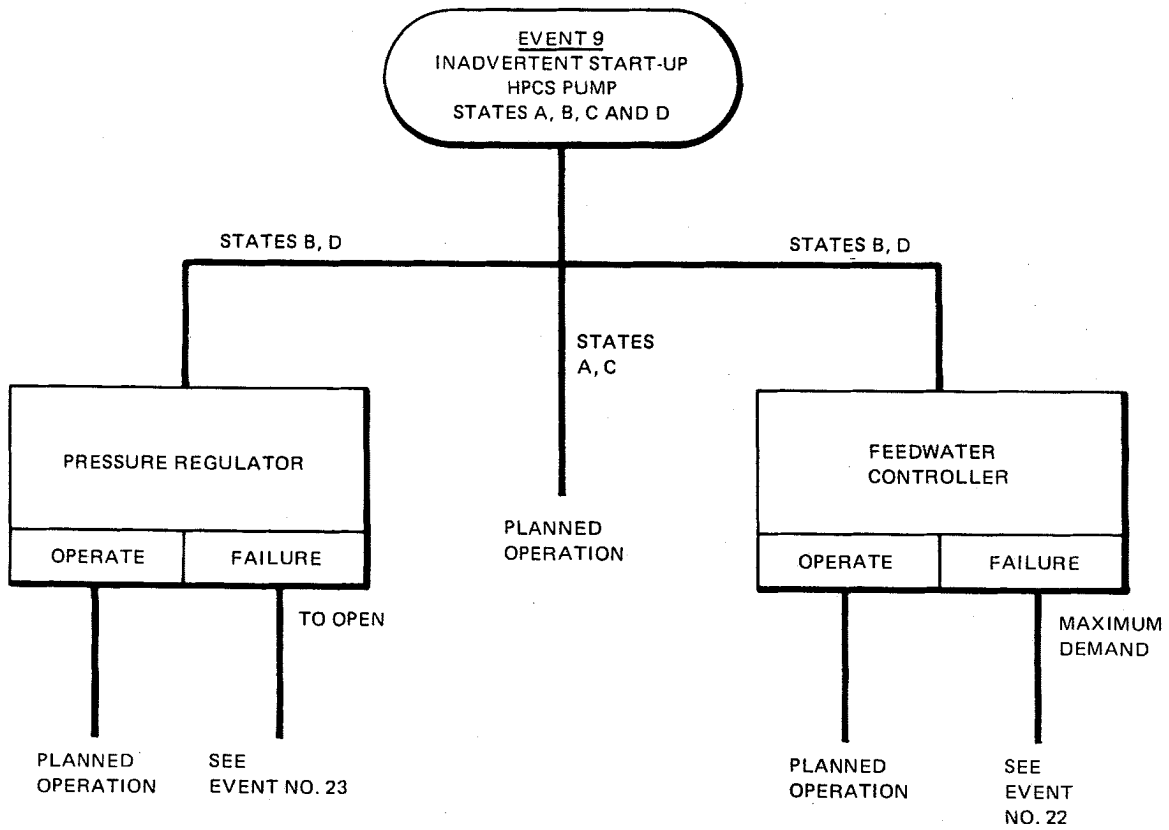 EVENT 9
INADVERTENT START-UP
HPCS PUMP
STATES A, B, C AND D
STATES B, D
STATES B, D
STATES
A, C
PRESSURE REGULATOR
OPERATE
FAILURE
FEEDWATER
CONTROLLER
OPERATE
FAILURE
PLANNED
OPERATION
TO OPEN
MAXIMUM
DEMAND
PLANNED
OPERATION
SEE
EVENT NO. 23
PLANNED
OPERATION
SEE
EVENT
NO. 22